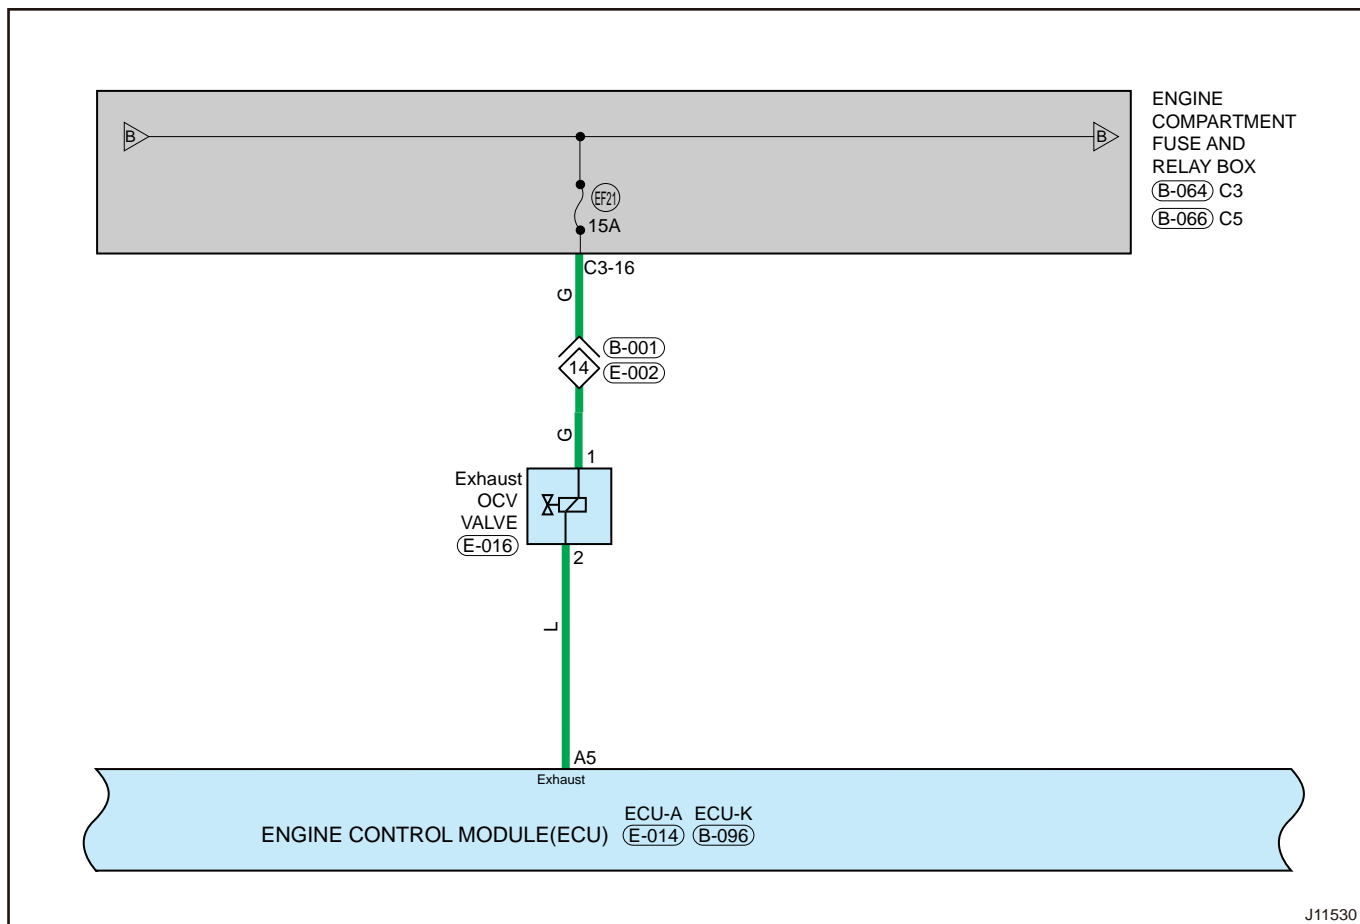 B
B
ENGINE
COMPARTMENT
FUSE AND
RELAY BOX
B-064 C3
B-066 C5
EF21
15A
C3-16
G
B-001
14
E-002
G
1
Exhaust
OCV
VALVE
E-016
2
L
A5
Exhaust
ECU-A ECU-K
ENGINE CONTROL MODULE(ECU) E-014 B-096
J11530